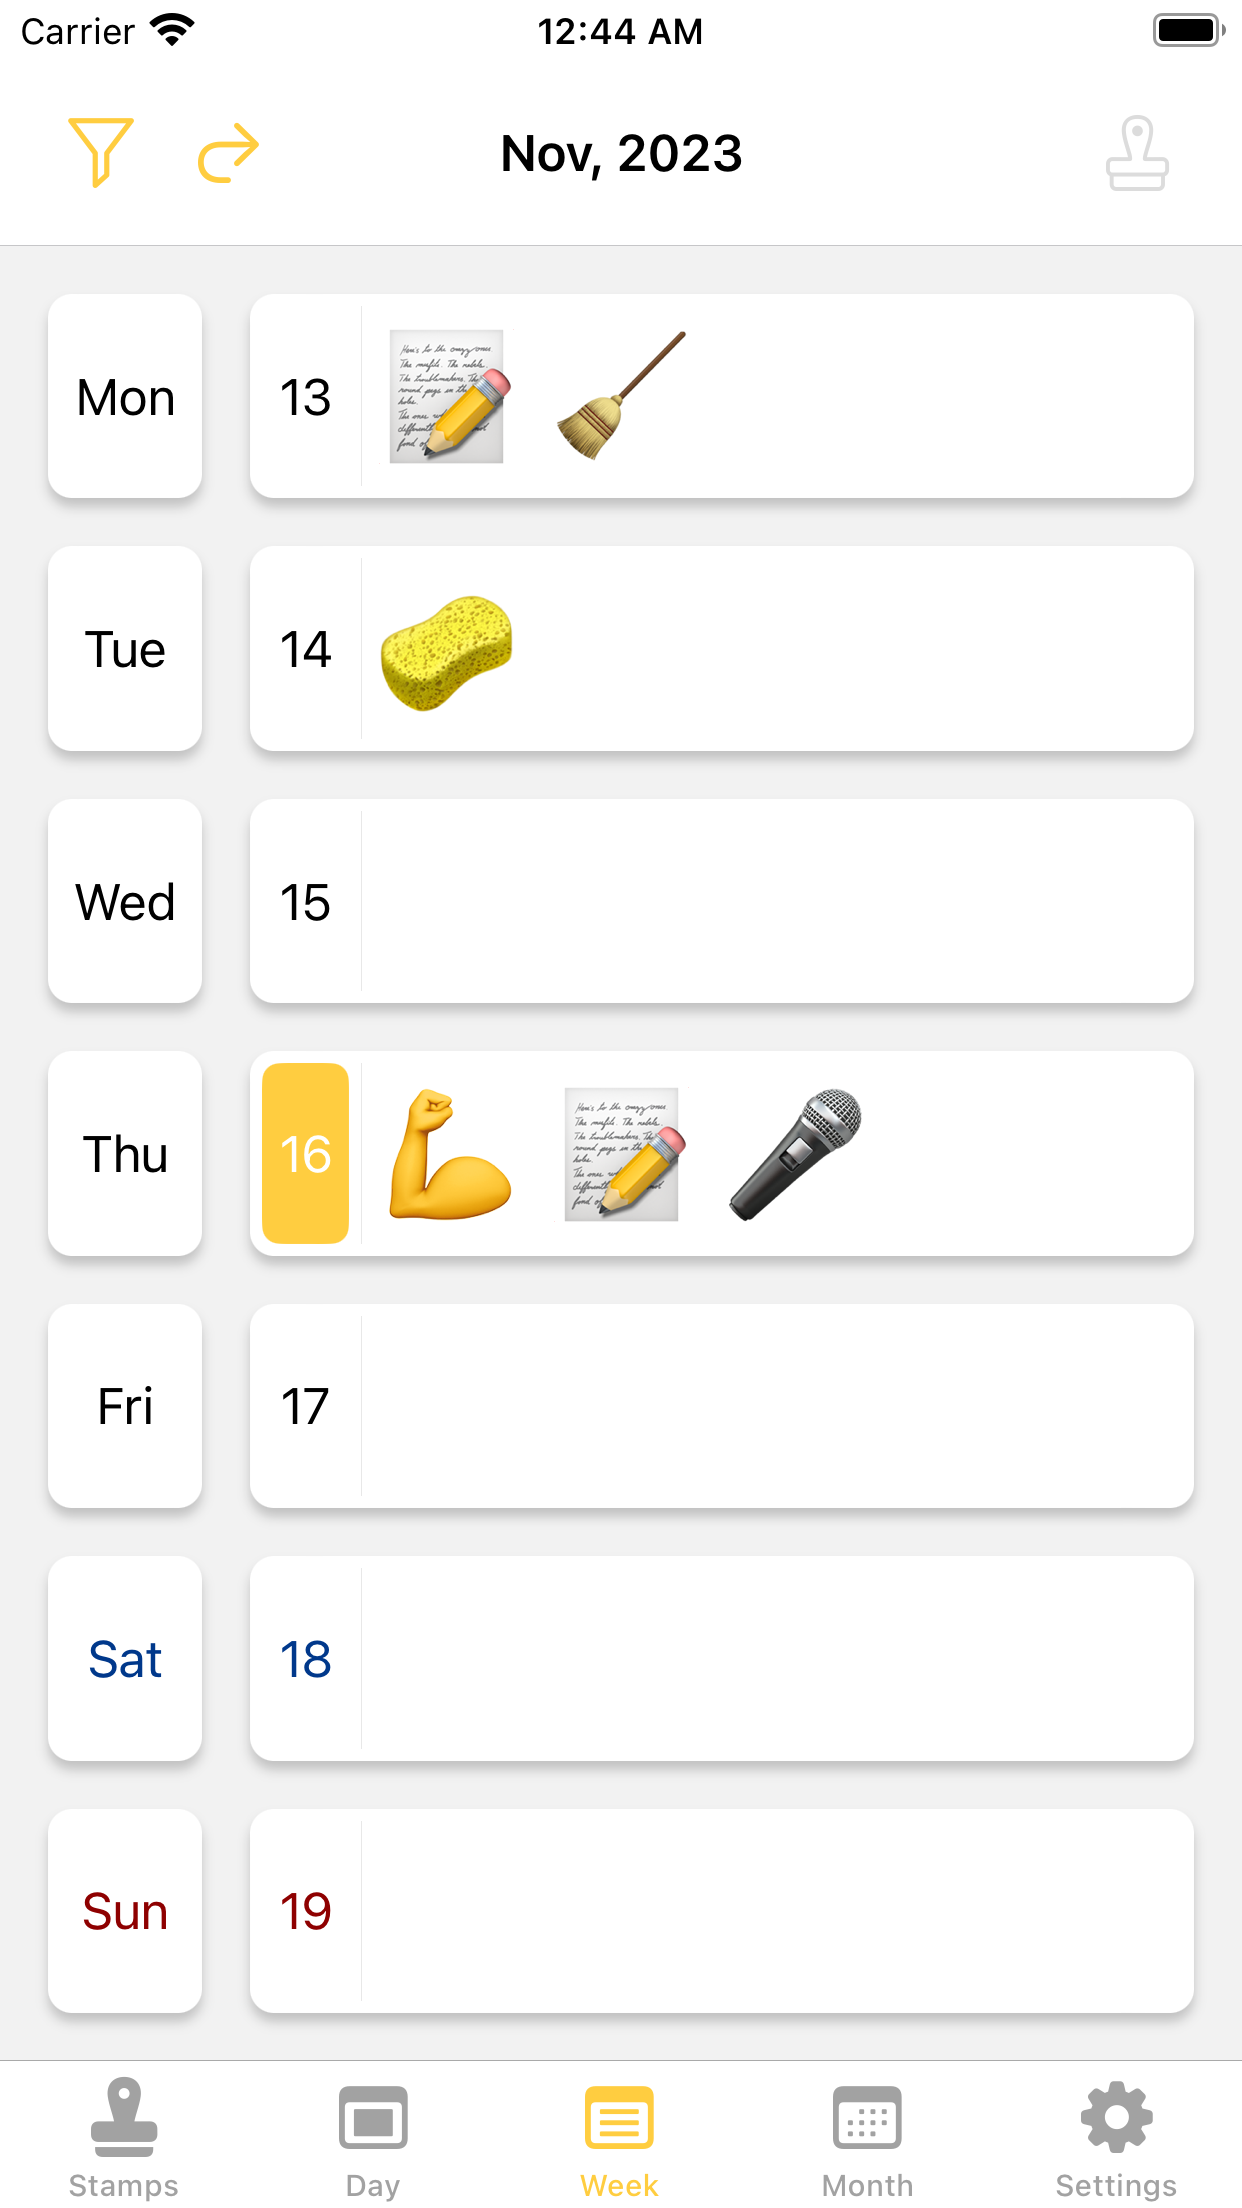 Carrier 12:44 AM
Nov, 2023
Mon 13
Tue 14
Wed 15
Thu 16
Fri 17
Sat 18
Sun 19
Stamps Day Week Month Settings